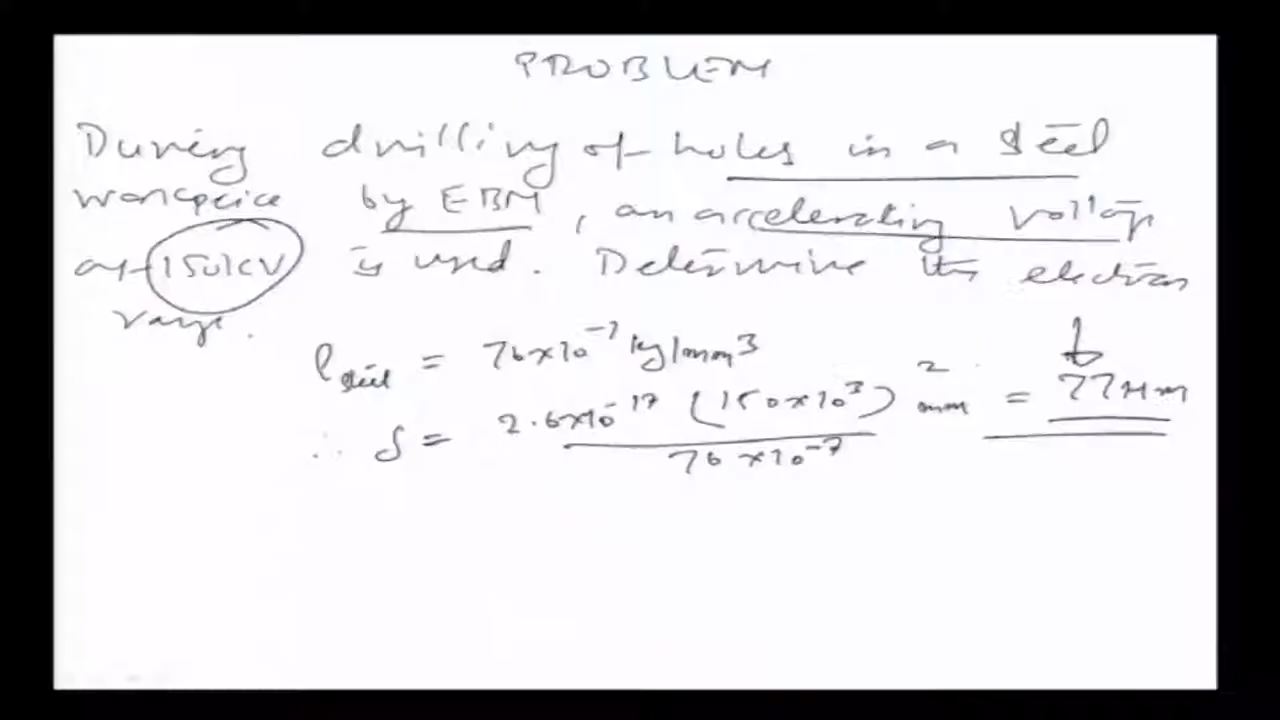 PROBLEM
During drilling of holes in a steel
workpiece by EBM, an accelerating voltage
of 150kV is used. Determine the electron
range.
ρsteel = 76×10⁻⁷ kg/mm³
∴ δ = 2.6×10⁻¹⁷ (150×10³)² mm = 77μm
76×10⁻⁷